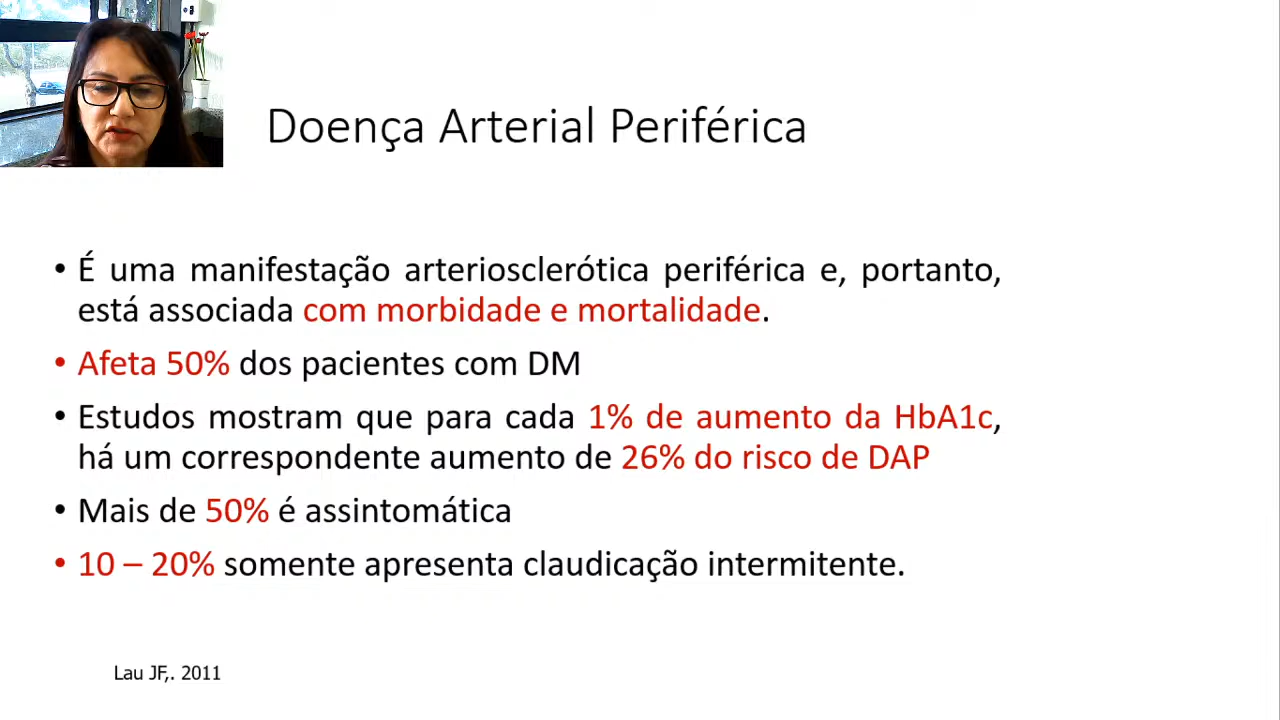 Doença Arterial Periférica
• É uma manifestação arteriosclerótica periférica e, portanto,
está associada com morbidade e mortalidade.
• Afeta 50% dos pacientes com DM
• Estudos mostram que para cada 1% de aumento da HbA1c,
há um correspondente aumento de 26% do risco de DAP
• Mais de 50% é assintomática
• 10 – 20% somente apresenta claudicação intermitente.
Lau JF,. 2011